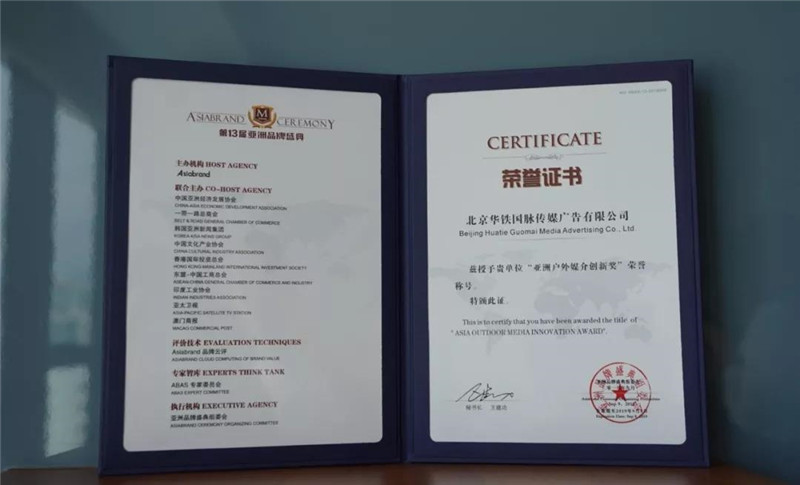 ASIABRAND CEREMONY
M
第13届亚洲品牌盛典
主办机构 HOST AGENCY
Asiabrand
联合主办 CO-HOST AGENCY
中国亚洲经济发展协会
CHINA-ASIA ECONOMIC DEVELOPMENT ASSOCIATION
一带一路总商会
BELT & ROAD GENERAL CHAMBER OF COMMERCE
韩国亚洲新闻集团
KOREA ASIA NEWS GROUP
中国文化产业协会
CHINA CULTURAL INDUSTRY ASSOCIATION
香港国际投资总会
HONG KONG-MAINLAND INTERNATIONAL INVESTMENT SOCIETY
东盟-中国工商总会
ASEAN-CHINA GENERAL CHAMBER OF COMMERCE AND INDUSTRY
印度工业协会
INDIAN INDUSTRIES ASSOCIATION
亚太卫视
ASIA-PACIFIC SATELLITE TV STATION
澳门商报
MACAO COMMERCIAL POST
评价技术 EVALUATION TECHNIQUES
Asiabrand 品牌云评
ASIABRAND CLOUD COMPUTING OF BRAND VALUE
专家智库 EXPERTS THINK TANK
ABAS 专家委员会
ABAS EXPERT COMMITTEE
执行机构 EXECUTIVE AGENCY
亚洲品牌盛典组委会
ASIABRAND CEREMONY ORGANIZING COMMITTEE
CERTIFICATE
荣誉证书
北京华铁国脉传媒广告有限公司
Beijing Huatie Guomai Media Advertising Co., Ltd.
兹授予贵单位“亚洲户外媒介创新奖”荣誉
称号。
特颁此证
This is to certify that you have been awarded the title of
“ASIA OUTDOOR MEDIA INNOVATION AWARD”.
秘书长 王建功